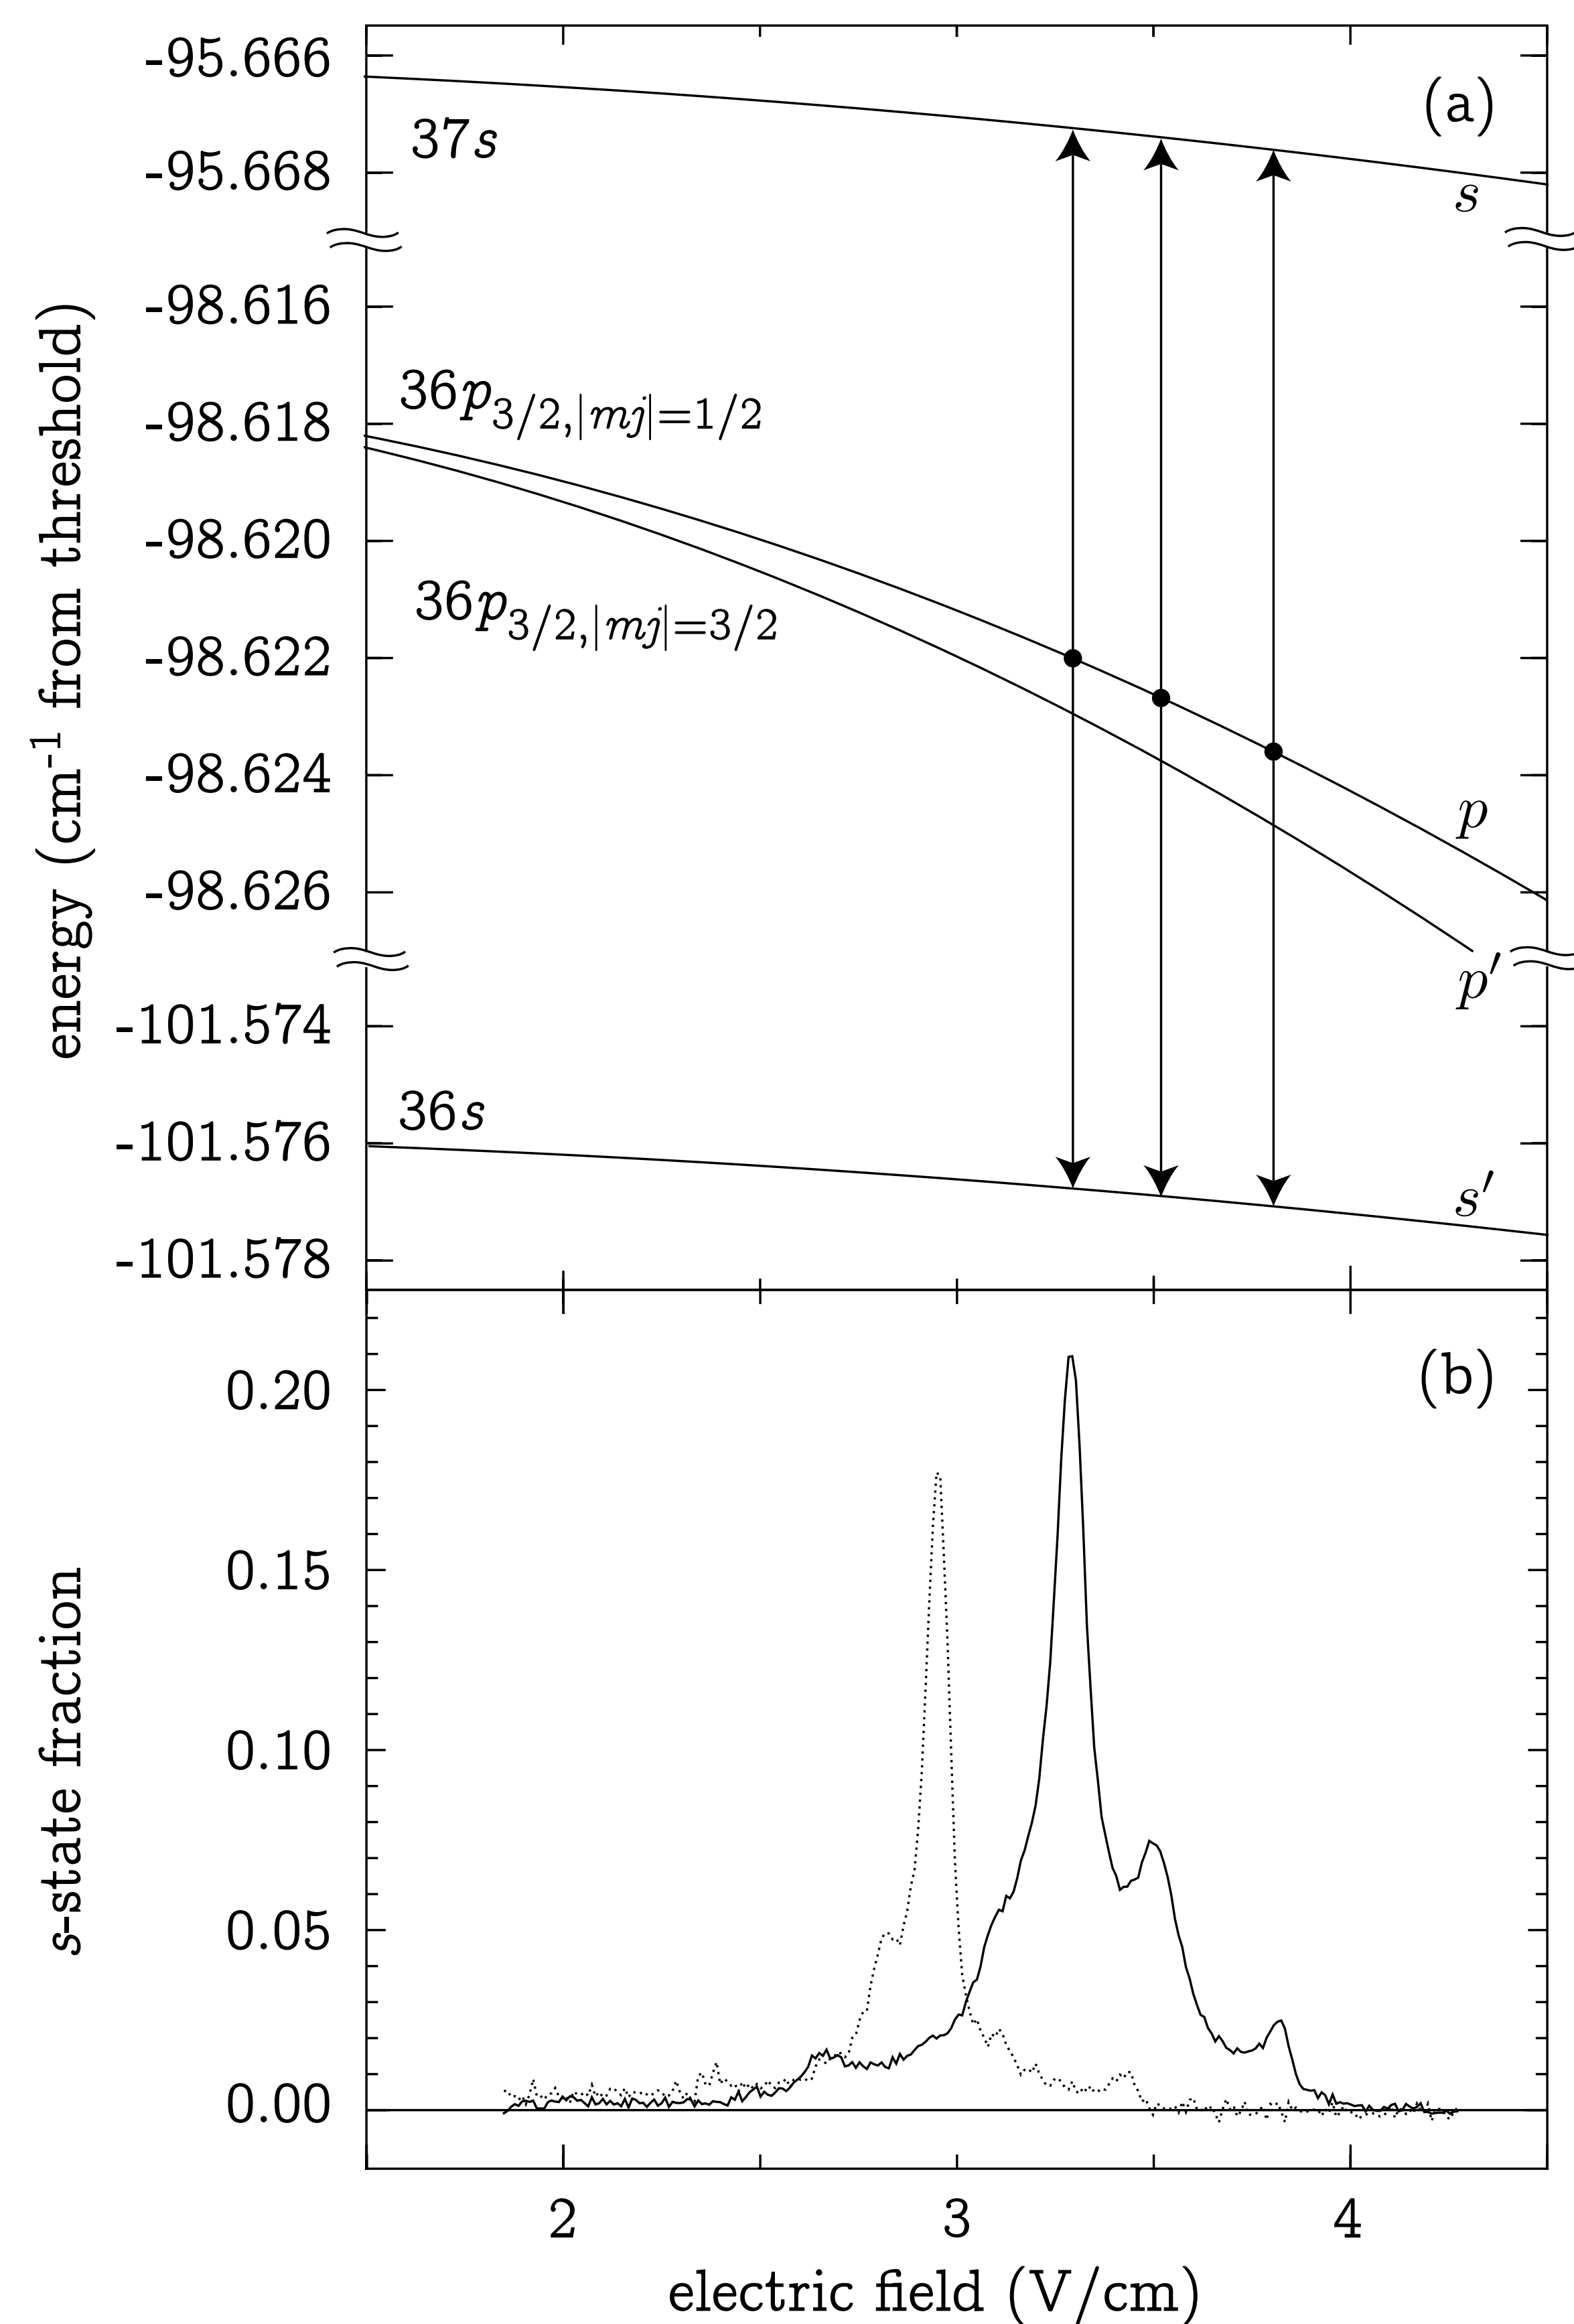 -95.666
(a)
37s
-95.668
s
-98.616
36p3/2,|mj|=1/2
-98.618
-98.620
36p3/2,|mj|=3/2
-98.622
-98.624
p
-98.626
p′
-101.574
36s
-101.576
s′
-101.578
energy (cm-1 from threshold)
(b)
0.20
0.15
0.10
0.05
0.00
s-state fraction
2 3 4
electric field (V/cm)